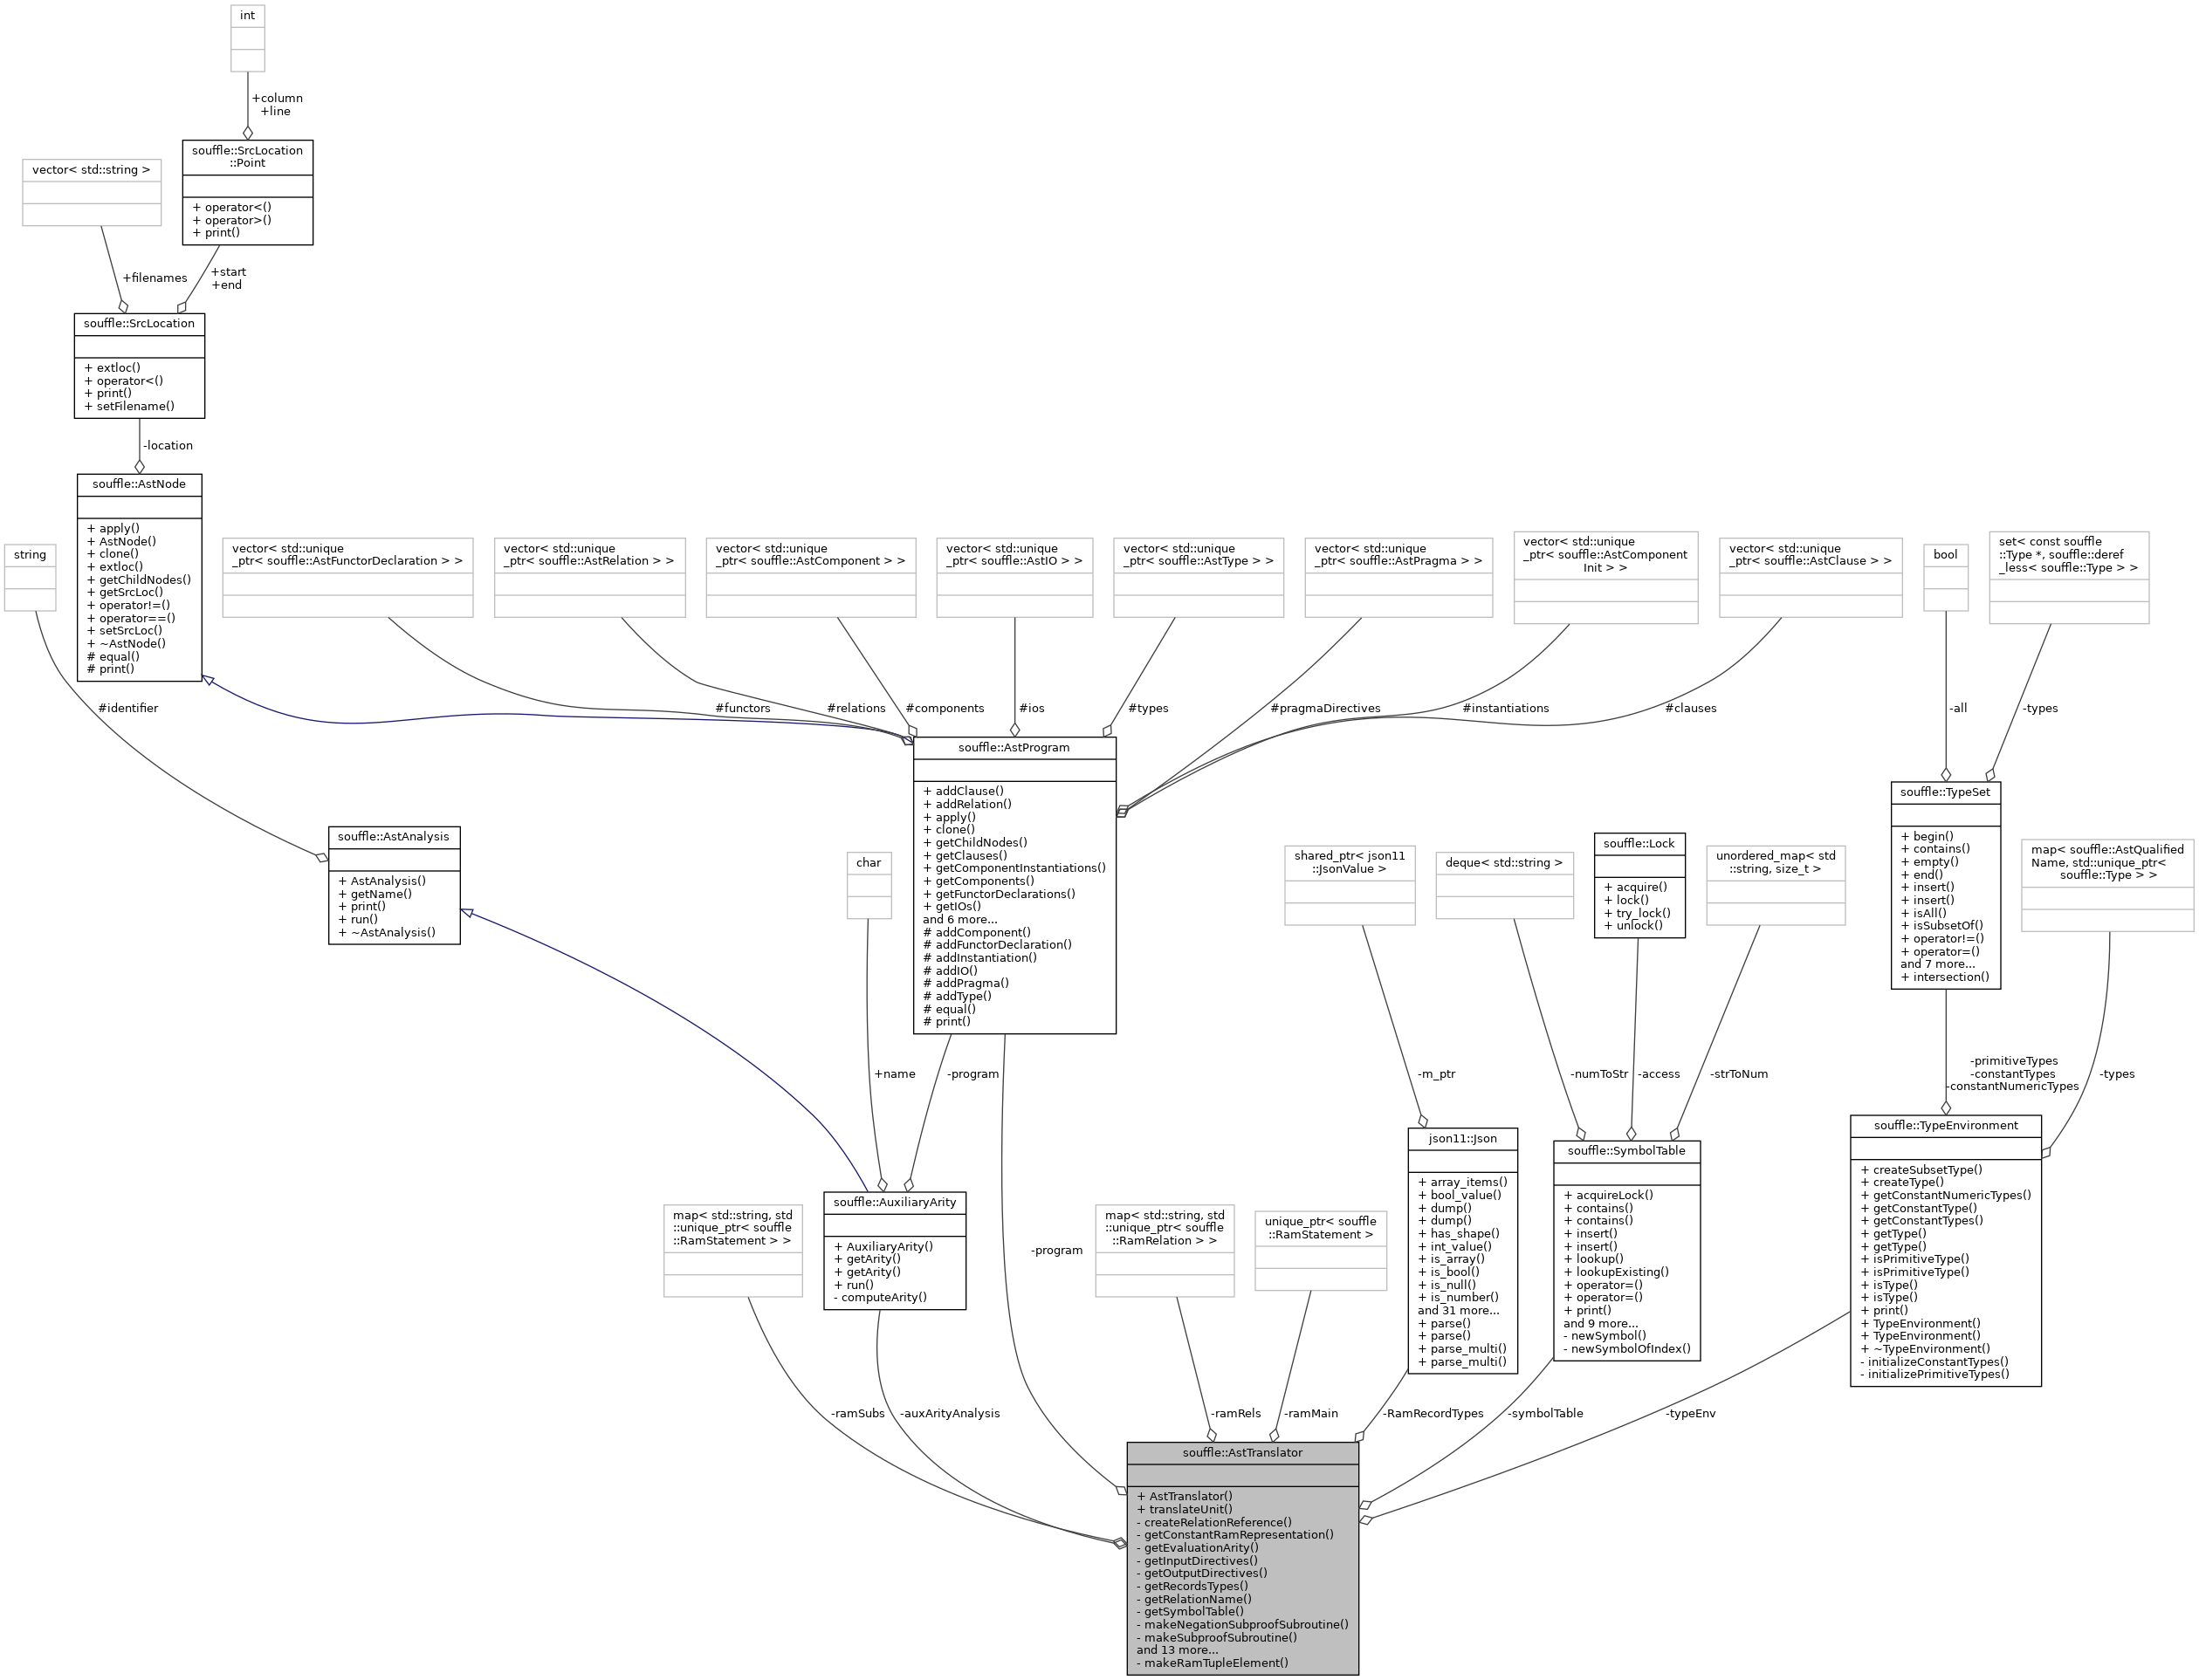 int
+column
+line
souffle::SrcLocation
::Point
+ operator<()
+ operator>()
+ print()
vector< std::string >
+filenames
+start
+end
souffle::SrcLocation
+ extloc()
+ operator<()
+ print()
+ setFilename()
-location
souffle::AstNode
+ apply()
+ AstNode()
+ clone()
+ extloc()
+ getChildNodes()
+ getSrcLoc()
+ operator!=()
+ operator==()
+ setSrcLoc()
+ ~AstNode()
# equal()
# print()
string
vector< std::unique
_ptr< souffle::AstFunctorDeclaration > >
vector< std::unique
_ptr< souffle::AstRelation > >
vector< std::unique
_ptr< souffle::AstComponent > >
vector< std::unique
_ptr< souffle::AstIO > >
vector< std::unique
_ptr< souffle::AstType > >
vector< std::unique
_ptr< souffle::AstPragma > >
vector< std::unique
_ptr< souffle::AstComponent
Init > >
vector< std::unique
_ptr< souffle::AstClause > >
bool
set< const souffle
::Type *, souffle::deref
_less< souffle::Type > >
#identifier
#functors
#relations
#components
#ios
#types
#pragmaDirectives
#instantiations
#clauses
-all
-types
souffle::AstProgram
+ addClause()
+ addRelation()
+ apply()
+ clone()
+ getChildNodes()
+ getClauses()
+ getComponentInstantiations()
+ getComponents()
+ getFunctorDeclarations()
+ getIOs()
and 6 more...
# addComponent()
# addFunctorDeclaration()
# addInstantiation()
# addIO()
# addPragma()
# addType()
# equal()
# print()
souffle::AstAnalysis
+ AstAnalysis()
+ getName()
+ print()
+ run()
+ ~AstAnalysis()
char
shared_ptr< json11
::JsonValue >
deque< std::string >
souffle::Lock
+ acquire()
+ lock()
+ try_lock()
+ unlock()
unordered_map< std
::string, size_t >
souffle::TypeSet
+ begin()
+ contains()
+ empty()
+ end()
+ insert()
+ insert()
+ isAll()
+ isSubsetOf()
+ operator!=()
+ operator=()
and 7 more...
+ intersection()
map< souffle::AstQualified
Name, std::unique_ptr<
souffle::Type > >
+name
-program
-m_ptr
-numToStr
-access
-strToNum
-primitiveTypes
-constantTypes
-constantNumericTypes
-types
map< std::string, std
::unique_ptr< souffle
::RamStatement > >
souffle::AuxiliaryArity
+ AuxiliaryArity()
+ getArity()
+ getArity()
+ run()
- computeArity()
-program
map< std::string, std
::unique_ptr< souffle
::RamRelation > >
unique_ptr< souffle
::RamStatement >
json11::Json
+ array_items()
+ bool_value()
+ dump()
+ dump()
+ has_shape()
+ int_value()
+ is_array()
+ is_bool()
+ is_null()
+ is_number()
and 31 more...
+ parse()
+ parse()
+ parse_multi()
+ parse_multi()
souffle::SymbolTable
+ acquireLock()
+ contains()
+ contains()
+ insert()
+ insert()
+ lookup()
+ lookupExisting()
+ operator=()
+ operator=()
+ print()
and 9 more...
- newSymbol()
- newSymbolOfIndex()
souffle::TypeEnvironment
+ createSubsetType()
+ createType()
+ getConstantNumericTypes()
+ getConstantType()
+ getConstantTypes()
+ getType()
+ getType()
+ isPrimitiveType()
+ isPrimitiveType()
+ isType()
+ isType()
+ print()
+ TypeEnvironment()
+ TypeEnvironment()
+ ~TypeEnvironment()
- initializeConstantTypes()
- initializePrimitiveTypes()
-ramSubs
-auxArityAnalysis
-ramRels
-ramMain
-RamRecordTypes
-symbolTable
-typeEnv
souffle::AstTranslator
+ AstTranslator()
+ translateUnit()
- createRelationReference()
- getConstantRamRepresentation()
- getEvaluationArity()
- getInputDirectives()
- getOutputDirectives()
- getRecordsTypes()
- getRelationName()
- getSymbolTable()
- makeNegationSubproofSubroutine()
- makeSubproofSubroutine()
and 13 more...
- makeRamTupleElement()